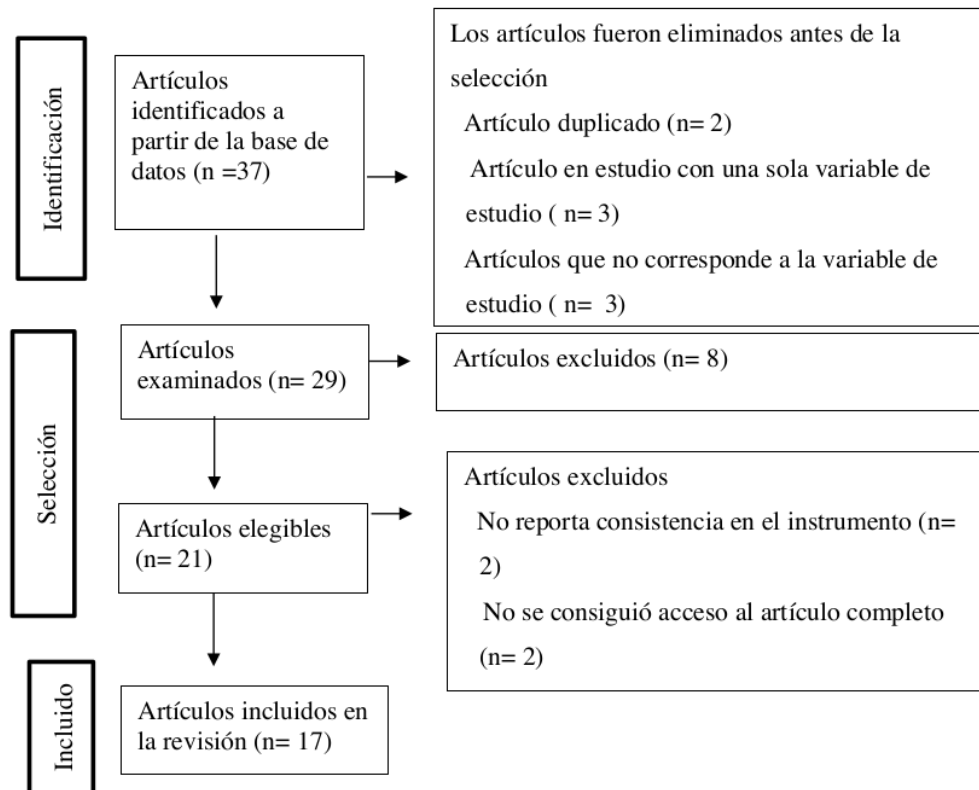 Identificación
Artículos
identificados a
partir de la base de
datos (n =37)
Los artículos fueron eliminados antes de la
selección
Artículo duplicado (n= 2)
Artículo en estudio con una sola variable de
estudio ( n= 3)
Artículos que no corresponde a la variable de
estudio ( n=  3)
Selección
Artículos
examinados (n= 29)
Artículos excluidos (n= 8)
Artículos elegibles
(n= 21)
Artículos excluidos
No reporta consistencia en el instrumento (n=
2)
No se consiguió acceso al artículo completo
(n= 2)
Incluido
Artículos incluidos en
la revisión (n= 17)